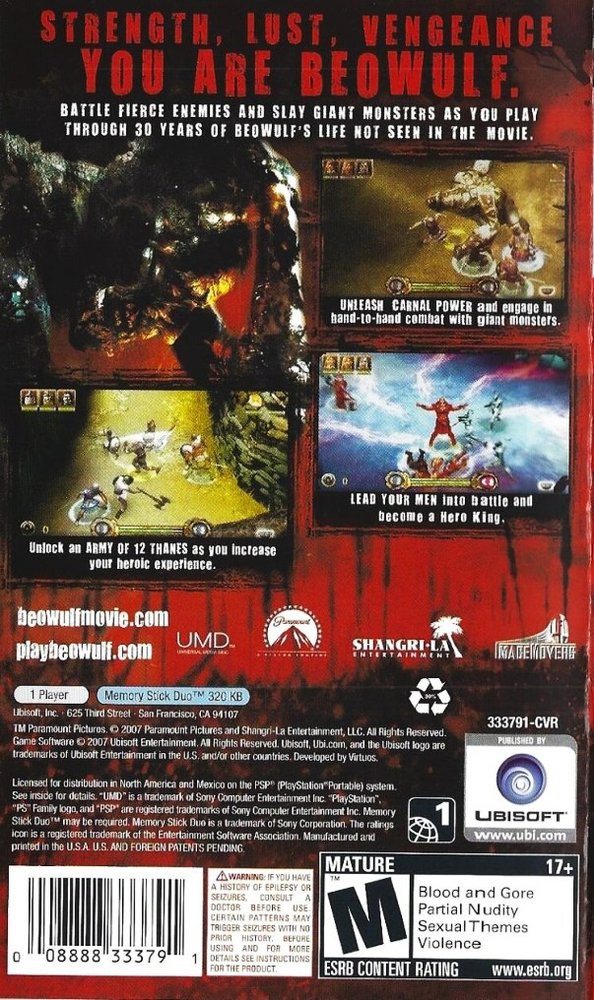 STRENGTH, LUST, VENGEANCE
YOU ARE BEOWULF.
BATTLE FIERCE ENEMIES AND SLAY GIANT MONSTERS AS YOU PLAY
THROUGH 30 YEARS OF BEOWULF'S LIFE NOT SEEN IN THE MOVIE.
UNLEASH CARNAL POWER and engage in
hand-to-hand combat with giant monsters.
LEAD YOUR MEN into battle and
become a Hero King.
Unlock an ARMY OF 12 THANES as you increase
your heroic experience.
beowulfmovie.com
playbeowulf.com
UMD™
UNIVERSAL MEDIA DISC
Paramount
SHANGRI-LA
ENTERTAINMENT
1 Player
Memory Stick Duo™ 320 KB
Ubisoft, Inc. · 625 Third Street · San Francisco, CA 94107
TM Paramount Pictures. © 2007 Paramount Pictures and Shangri-La Entertainment, LLC. All Rights Reserved.
Game Software © 2007 Ubisoft Entertainment. All Rights Reserved. Ubisoft, Ubi.com, and the Ubisoft logo are
trademarks of Ubisoft Entertainment in the U.S. and/or other countries. Developed by Virtuos.
Licensed for distribution in North America and Mexico on the PSP® (PlayStation®Portable) system.
See inside for details. "UMD" is a trademark of Sony Computer Entertainment Inc. "PlayStation",
"PS" Family logo, and "PSP" are registered trademarks of Sony Computer Entertainment Inc. Memory
Stick Duo™ may be required. Memory Stick Duo is a trademark of Sony Corporation. The ratings
icon is a registered trademark of the Entertainment Software Association. Manufactured and
printed in the U.S.A. U.S. AND FOREIGN PATENTS PENDING.
333791-CVR
PUBLISHED BY
UBISOFT
www.ubi.com
1
0 08888 33379 1
WARNING: IF YOU HAVE
A HISTORY OF EPILEPSY OR
SEIZURES, CONSULT A
DOCTOR BEFORE USE.
CERTAIN PATTERNS MAY
TRIGGER SEIZURES WITH NO
PRIOR HISTORY. BEFORE
USING AND FOR MORE
DETAILS SEE INSTRUCTIONS
FOR THE PRODUCT.
MATURE 17+
M
Blood and Gore
Partial Nudity
Sexual Themes
Violence
ESRB CONTENT RATING www.esrb.org